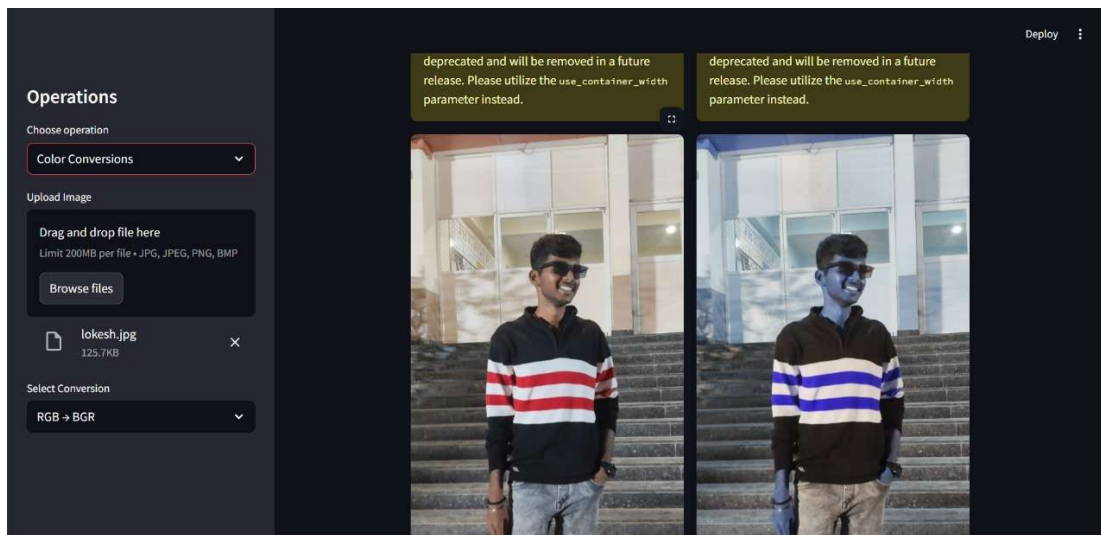 Deploy
Operations
Choose operation
Color Conversions
Upload Image
Drag and drop file here
Limit 200MB per file • JPG, JPEG, PNG, BMP
Browse files
lokesh.jpg
125.7KB
Select Conversion
RGB → BGR
deprecated and will be removed in a future
release. Please utilize the use_container_width
parameter instead.
deprecated and will be removed in a future
release. Please utilize the use_container_width
parameter instead.